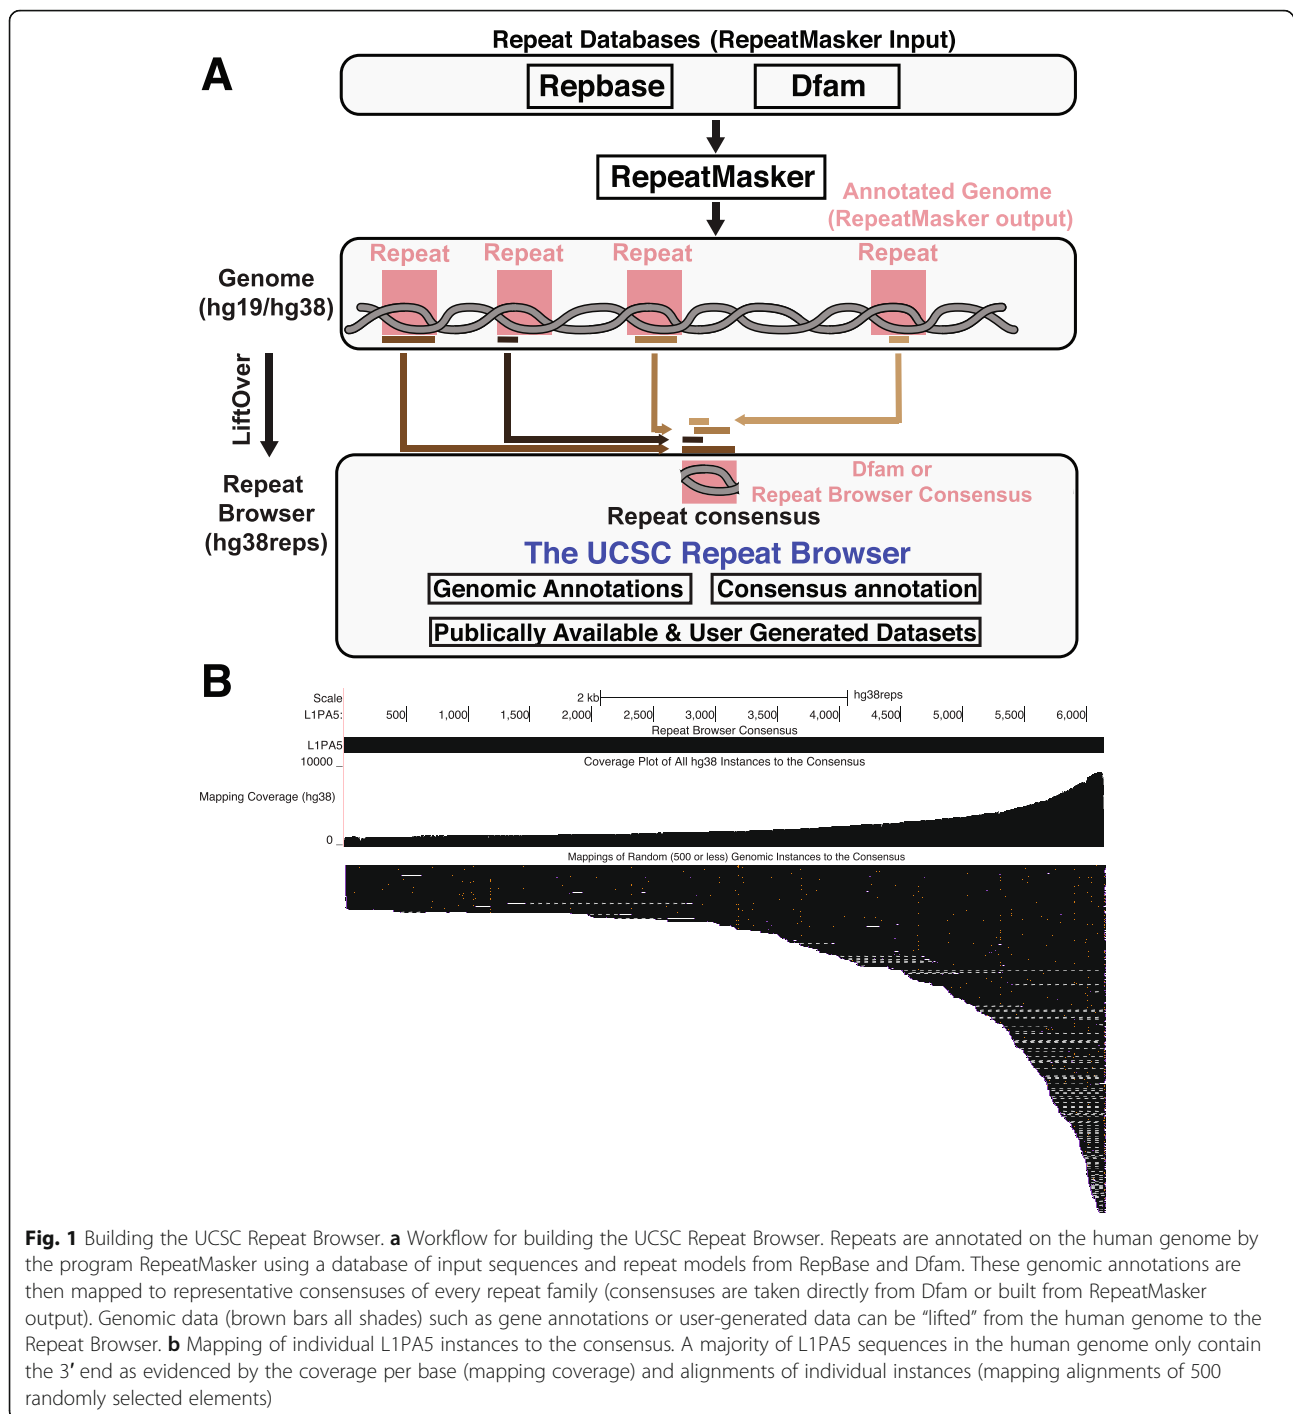 A
Repeat Databases (RepeatMasker Input)
Repbase
Dfam
RepeatMasker
Annotated Genome
(RepeatMasker output)
Repeat
Repeat
Repeat
Repeat
Genome
(hg19/hg38)
LiftOver
Repeat
Browser
(hg38reps)
Dfam or
Repeat Browser Consensus
Repeat consensus
The UCSC Repeat Browser
Genomic Annotations
Consensus annotation
Publically Available & User Generated Datasets
B
Scale
2 kb
hg38reps
L1PA5:
500
1,000
1,500
2,000
2,500
3,000
3,500
4,000
4,500
5,000
5,500
6,000
Repeat Browser Consensus
L1PA5
10000 _
Coverage Plot of All hg38 Instances to the Consensus
Mapping Coverage (hg38)
0 _
Mappings of Random (500 or less) Genomic Instances to the Consensus
Fig. 1 Building the UCSC Repeat Browser. a Workflow for building the UCSC Repeat Browser. Repeats are annotated on the human genome by
the program RepeatMasker using a database of input sequences and repeat models from RepBase and Dfam. These genomic annotations are
then mapped to representative consensuses of every repeat family (consensuses are taken directly from Dfam or built from RepeatMasker
output). Genomic data (brown bars all shades) such as gene annotations or user-generated data can be “lifted” from the human genome to the
Repeat Browser. b Mapping of individual L1PA5 instances to the consensus. A majority of L1PA5 sequences in the human genome only contain
the 3′ end as evidenced by the coverage per base (mapping coverage) and alignments of individual instances (mapping alignments of 500
randomly selected elements)